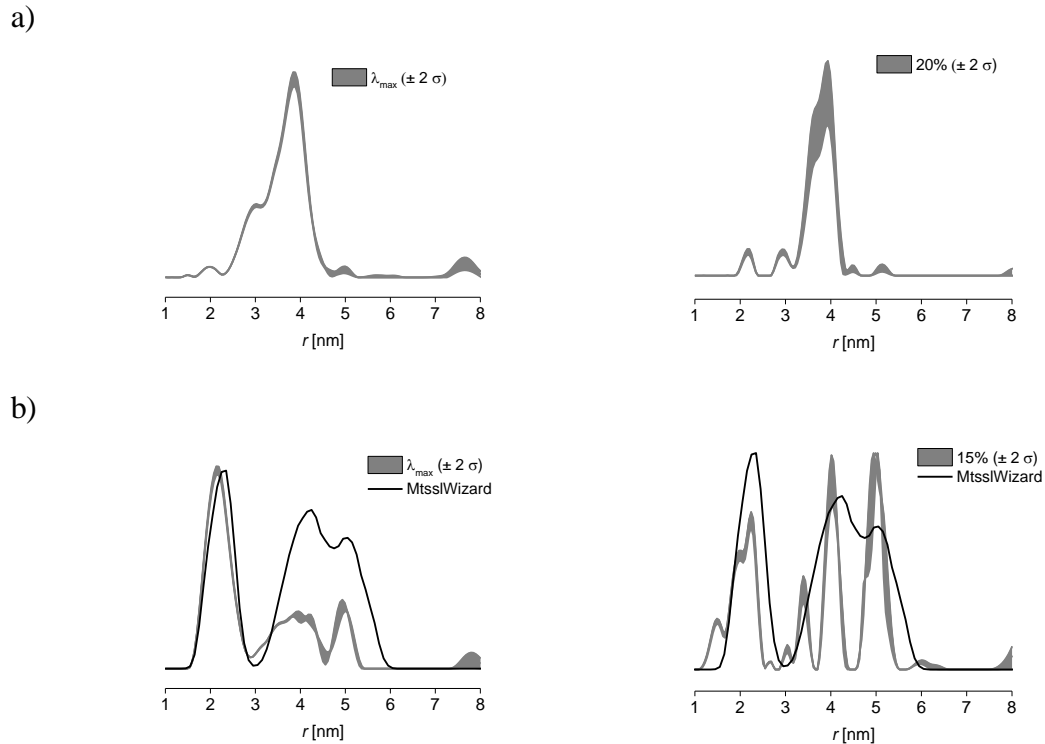 a)
λmax (± 2 σ)
20% (± 2 σ)
1 2 3 4 5 6 7 8
r [nm]
1 2 3 4 5 6 7 8
r [nm]
b)
λmax (± 2 σ)
MtsslWizard
15% (± 2 σ)
MtsslWizard
1 2 3 4 5 6 7 8
r [nm]
1 2 3 4 5 6 7 8
r [nm]